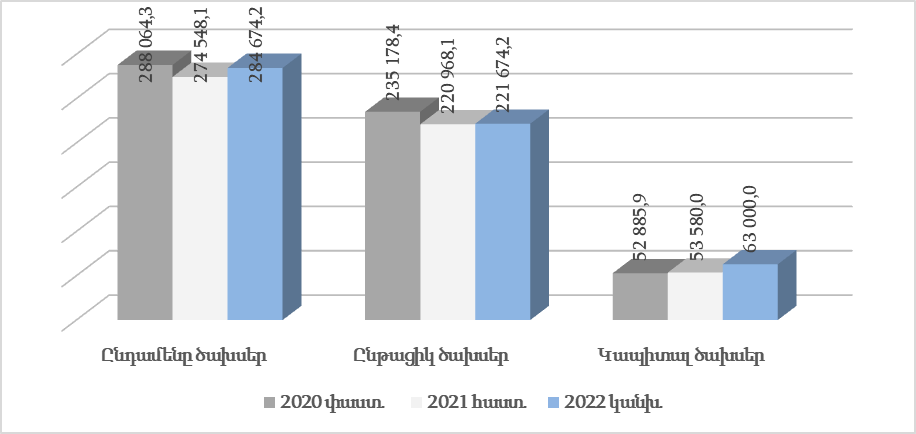 288 064,3
274 548,1
284 674,2
235 178,4
220 968,1
221 674,2
52 885,9
53 580,0
63 000,0
Ընդամենը ծախսեր
Ընթացիկ ծախսեր
Կապիտալ ծախսեր
2020 փաստ.
2021 հաստ.
2022 կանխ.